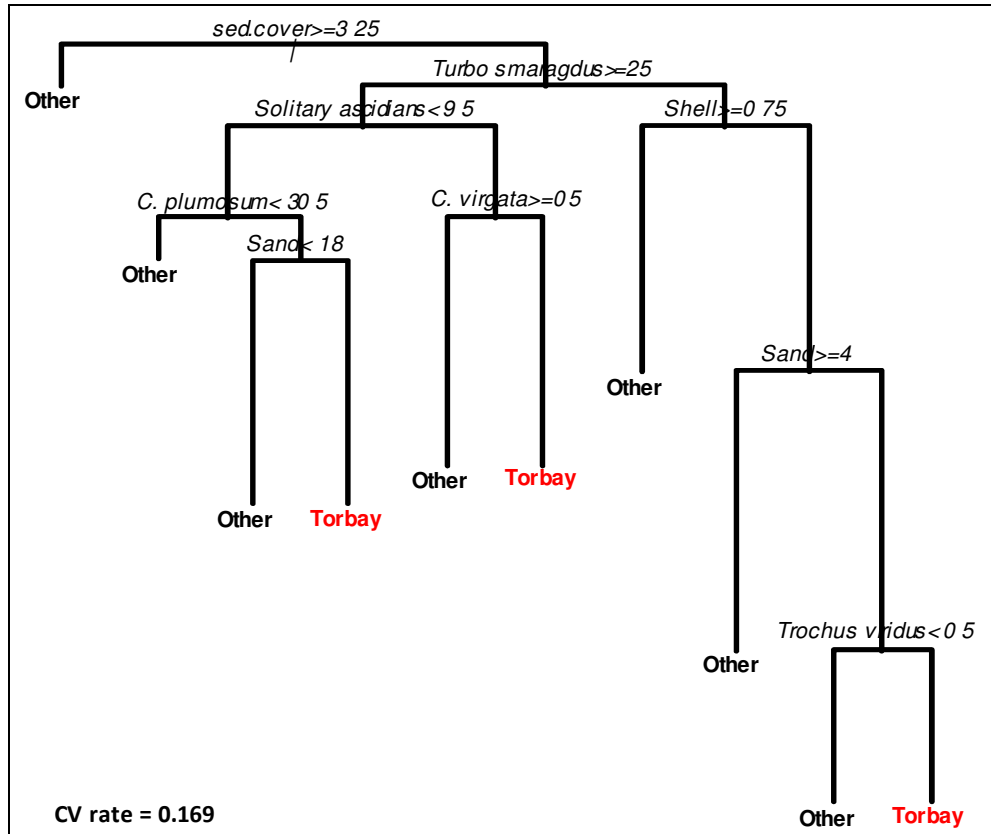 sed.cover>=3 25
Turbo smaragdus>=25
Other
Solitary ascidians<9 5
Shell>=0 75
C. plumosum<30 5
C. virgata>=0 5
Sand<18
Other
Sand>=4
Other
Other
Torbay
Other
Torbay
Trochus viridus<0 5
Other
Other
Torbay
CV rate = 0.169